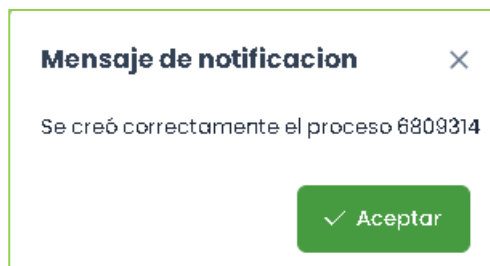 Mensaje de notificacion
Se creó correctamente el proceso 6809314
Aceptar